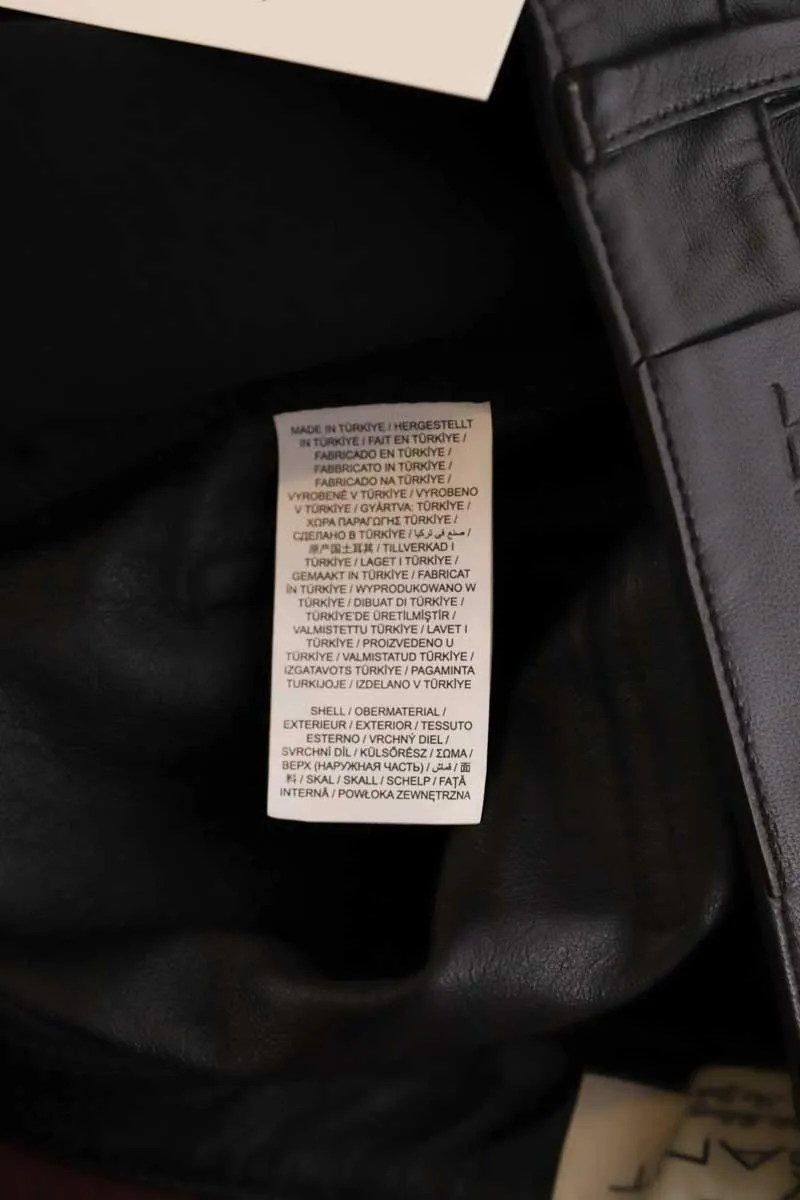 MADE IN TÜRKİYE / HERGESTELLT
IN TÜRKİYE / FAIT EN TÜRKİYE /
FABRICADO EN TÜRKİYE /
FABBRICATO IN TÜRKİYE /
FABRICADO NA TÜRKİYE /
VYROBENÉ V TÜRKİYE / VYROBENO
V TÜRKİYE / GYÁRTVA: TÜRKİYE /
ΧΩΡΑ ΠΑΡΑΓΩΓΗΣ TÜRKİYE /
СДЕЛАНО В TÜRKİYE / صنع في تركيا /
原产国土耳其 / TILLVERKAD I
TÜRKİYE / LAGET I TÜRKİYE /
GEMAAKT IN TÜRKİYE / FABRICAT
ÎN TÜRKİYE / WYPRODUKOWANO W
TÜRKİYE / DIBUAT DI TÜRKİYE /
TÜRKİYE'DE ÜRETİLMİŞTİR /
VALMISTETTU TÜRKİYE / LAVET I
TÜRKİYE / PROIZVEDENO U
TÜRKİYE / VALMISTATUD TÜRKİYE /
IZGATAVOTS TÜRKİYE / PAGAMINTA
TURKIJOJE / IZDELANO V TÜRKİYE
SHELL / OBERMATERIAL /
EXTERIEUR / EXTERIOR / TESSUTO
ESTERNO / VRCHNÝ DIEL /
SVRCHNÍ DÍL / KÜLSŐRÉSZ / ΣΩΜΑ /
ВЕРХ (НАРУЖНАЯ ЧАСТЬ) / قماش / 面
料 / SKAL / SKALL / SCHELP / FAȚĂ
INTERNĂ / POWŁOKA ZEWNĘTRZNA